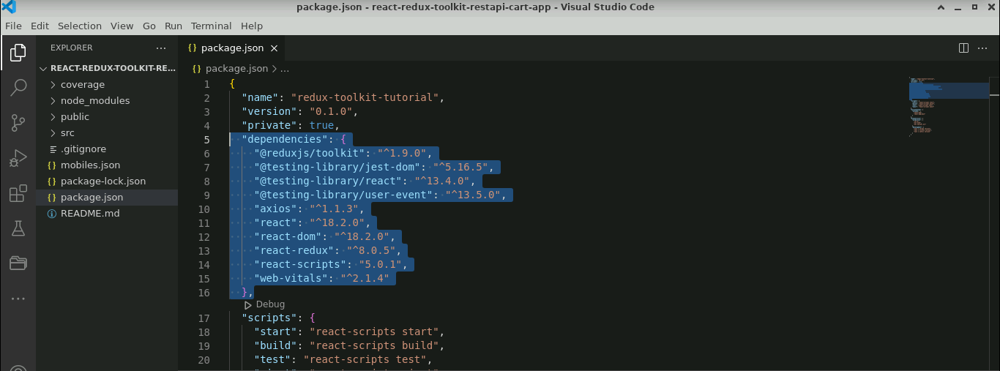 package.json - react-redux-toolkit-restapi-cart-app - Visual Studio Code
File Edit Selection View Go Run Terminal Help
EXPLORER ...
REACT-REDUX-TOOLKIT-RE...
coverage
node_modules
public
src
.gitignore
mobiles.json
package-lock.json
package.json
README.md
{} package.json
{} package.json > ...
1 {
2 "name": "redux-toolkit-tutorial",
3 "version": "0.1.0",
4 "private": true,
5 "dependencies": {
6 "@reduxjs/toolkit": "^1.9.0",
7 "@testing-library/jest-dom": "^5.16.5",
8 "@testing-library/react": "^13.4.0",
9 "@testing-library/user-event": "^13.5.0",
10 "axios": "^1.1.3",
11 "react": "^18.2.0",
12 "react-dom": "^18.2.0",
13 "react-redux": "^8.0.5",
14 "react-scripts": "5.0.1",
15 "web-vitals": "^2.1.4"
16 },
Debug
17 "scripts": {
18 "start": "react-scripts start",
19 "build": "react-scripts build",
20 "test": "react-scripts test",